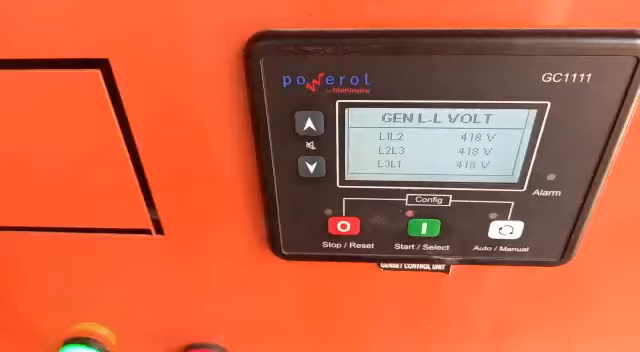 powerol
by Mahindra
GC1111
GEN L-L VOLT
L1L2 418 V
L2L3 418 V
L3L1 418 V
Alarm
Config
Stop / Reset
Start / Select
Auto / Manual
GENSET CONTROL UNIT